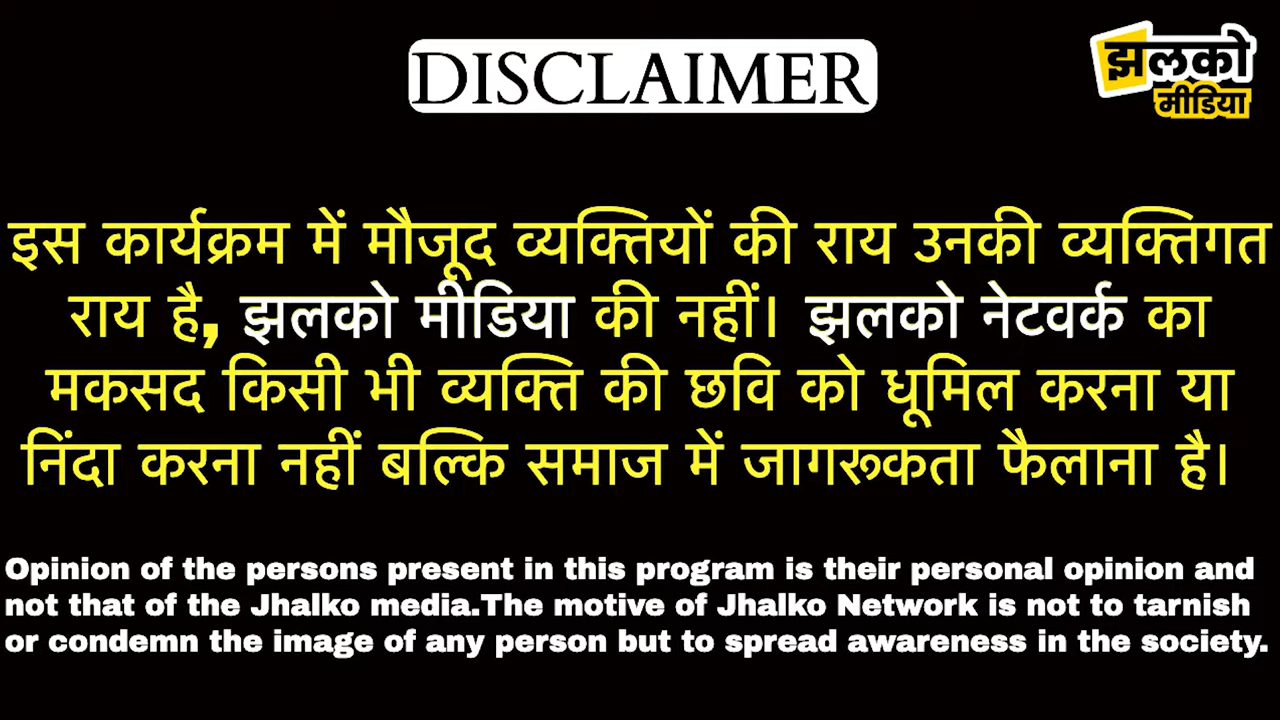 DISCLAIMER
झलको
मीडिया
इस कार्यक्रम में मौजूद व्यक्तियों की राय उनकी व्यक्तिगत
राय है, झलको मीडिया की नहीं। झलको नेटवर्क का
मकसद किसी भी व्यक्ति की छवि को धूमिल करना या
निंदा करना नहीं बल्कि समाज में जागरूकता फैलाना है।
Opinion of the persons present in this program is their personal opinion and
not that of the Jhalko media.The motive of Jhalko Network is not to tarnish
or condemn the image of any person but to spread awareness in the society.